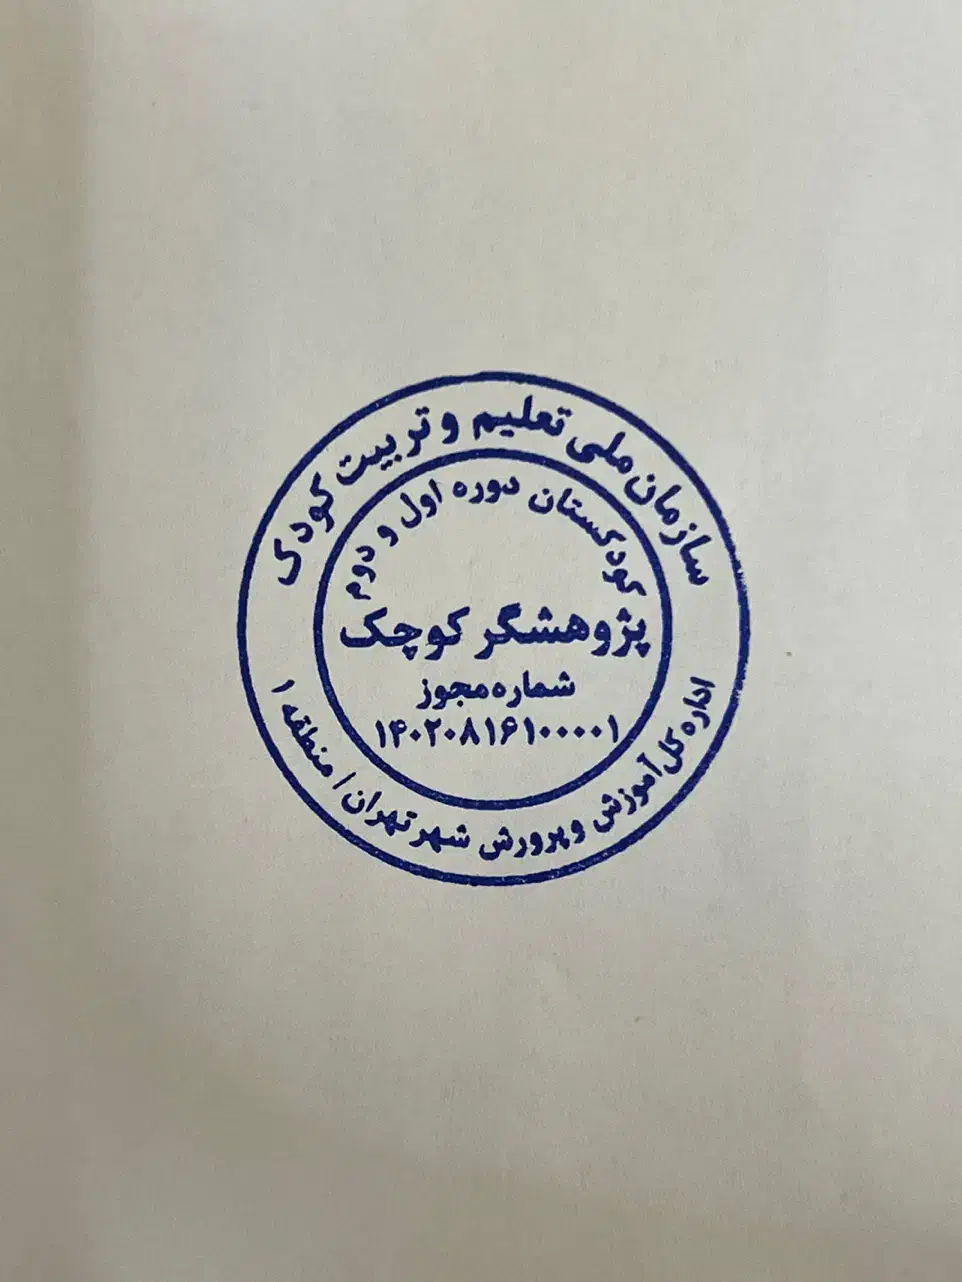 سازمان ملی تعلیم و تربیت کودک
کودکستان دوره اول و دوم
پژوهشگر کوچک
شماره مجوز
۱۴۰۲۰۸۱۶۱۰۰۰۰۱
اداره کل آموزش و پرورش شهر تهران / منطقه ۱